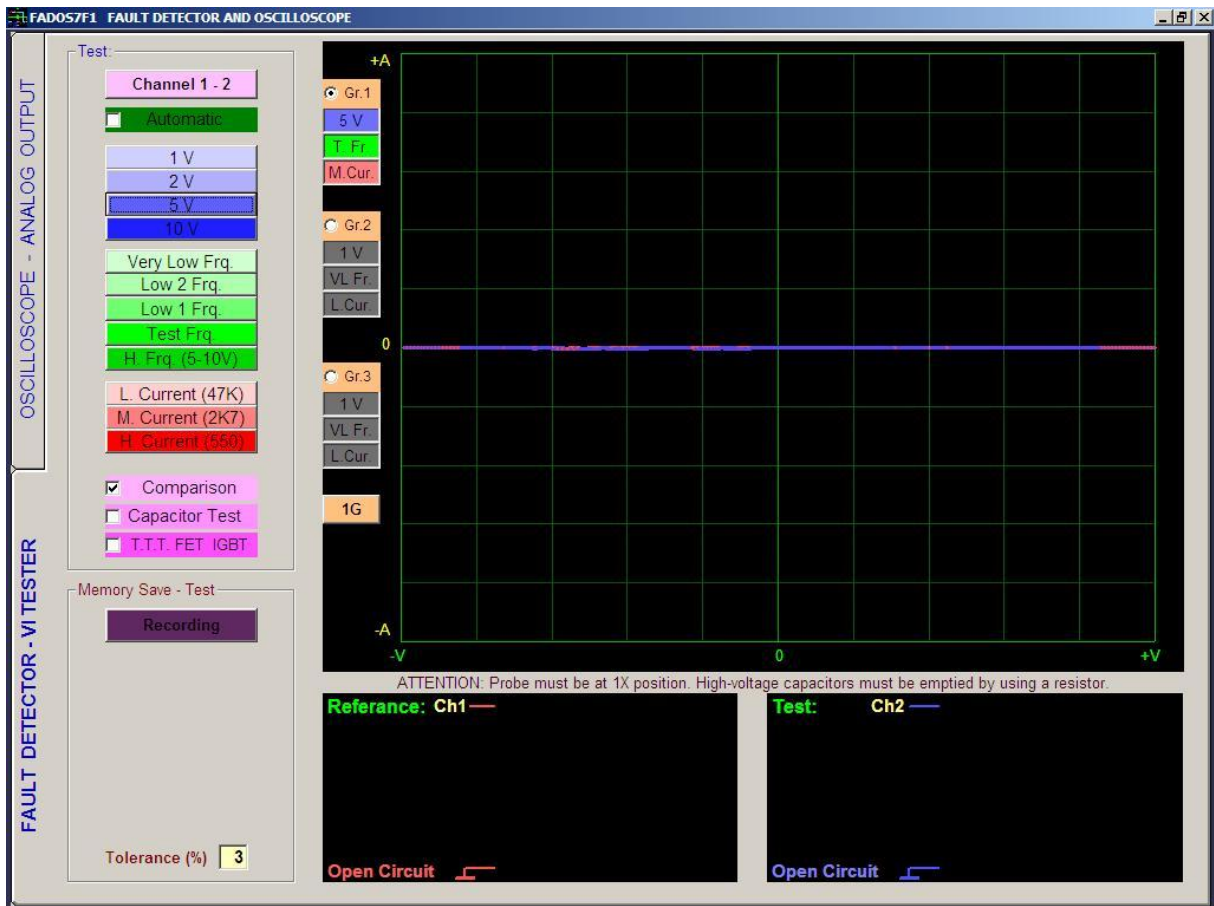 FADOS7F1 FAULT DETECTOR AND OSCILLOSCOPE
OSCILLOSCOPE - ANALOG OUTPUT
FAULT DETECTOR - VI TESTER
Test:
Channel 1 - 2
Automatic
1 V
2 V
5 V
10 V
Very Low Frq.
Low 2 Frq.
Low 1 Frq.
Test Frq.
H. Frq. (5-10V)
L. Current (47K)
M. Current (2K7)
H. Current (550)
Comparison
Capacitor Test
T.T.T. FET IGBT
Memory Save - Test
Recording
Tolerance (%) 3
+A
Gr.1
5 V
T. Fr.
M.Cur.
Gr.2
1 V
VL Fr.
L.Cur.
0
Gr.3
1 V
VL Fr.
L.Cur.
1G
-A
-V 0 +V
ATTENTION: Probe must be at 1X position. High-voltage capacitors must be emptied by using a resistor.
Referance: Ch1
Open Circuit
Test: Ch2
Open Circuit